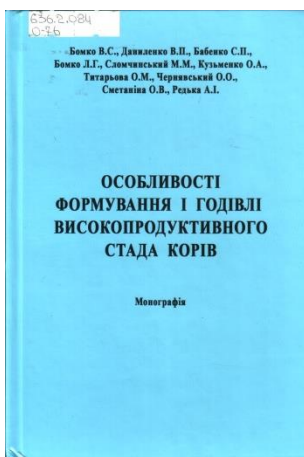 636.2.084
О-76
Бомко В.С., Даниленко В.П., Бабенко С.П.,
Бомко Л.Г., Сломчинський М.М., Кузьменко О.А.,
Титарьова О.М., Чернявський О.О.,
Сметаніна О.В., Редька А.І.
ОСОБЛИВОСТІ
ФОРМУВАННЯ І ГОДІВЛІ
ВИСОКОПРОДУКТИВНОГО
СТАДА КОРІВ
Монографія